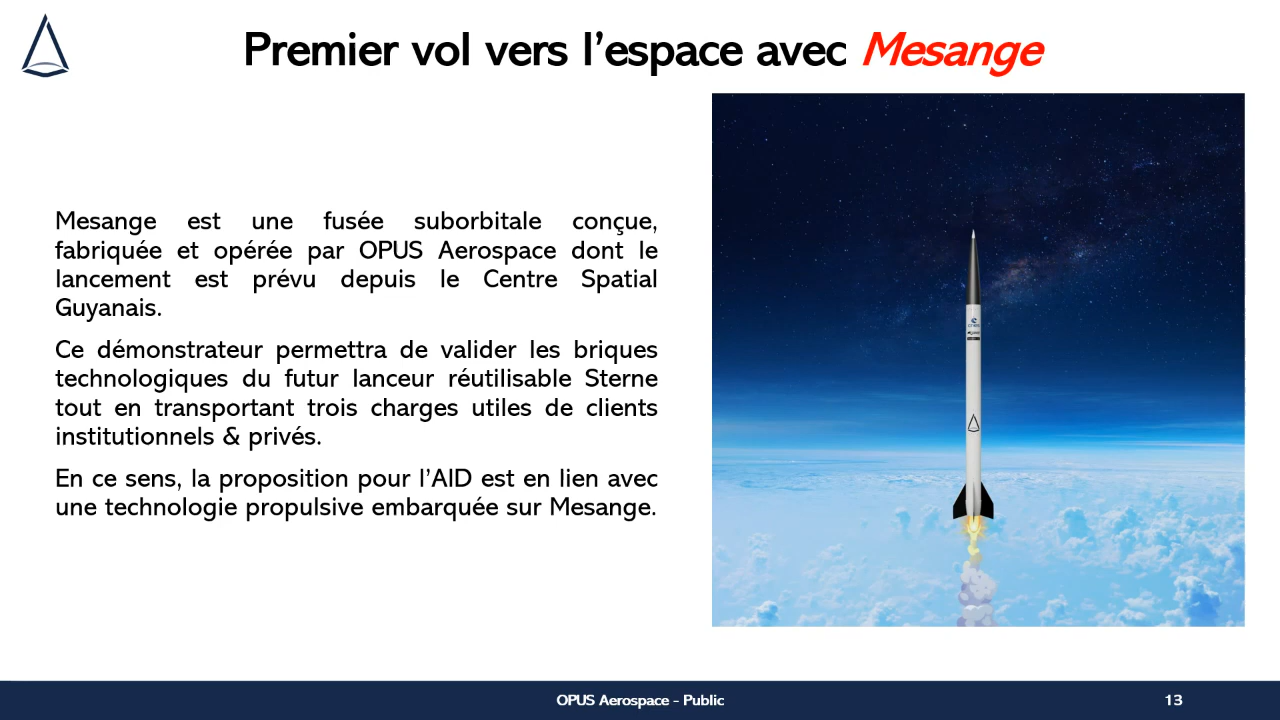 Premier vol vers l’espace avec Mesange
Mesange est une fusée suborbitale conçue,
fabriquée et opérée par OPUS Aerospace dont le
lancement est prévu depuis le Centre Spatial
Guyanais.
Ce démonstrateur permettra de valider les briques
technologiques du futur lanceur réutilisable Sterne
tout en transportant trois charges utiles de clients
institutionnels & privés.
En ce sens, la proposition pour l’AID est en lien avec
une technologie propulsive embarquée sur Mesange.
OPUS Aerospace - Public
13